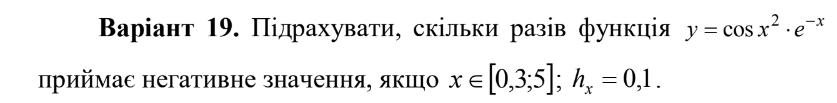 Варіант 19. Підрахувати, скільки разів функція y = cos x² · e⁻ˣ
приймає негативне значення, якщо x ∈ [0,3;5]; hₓ = 0,1.